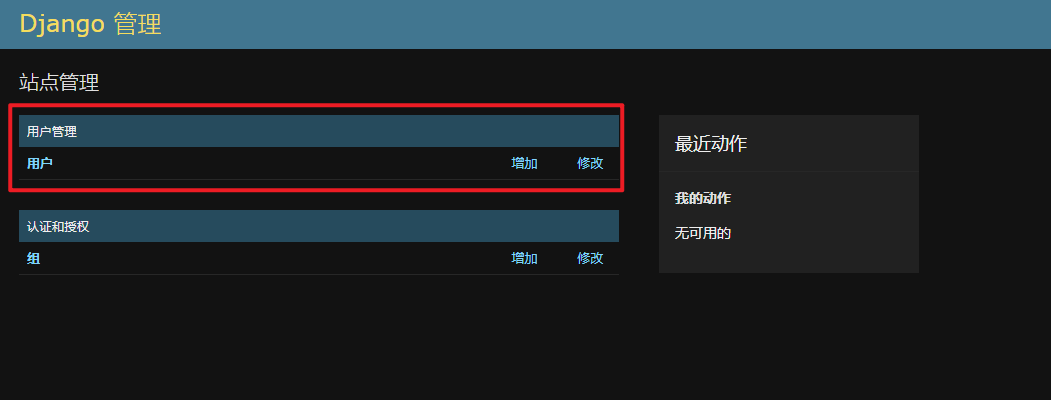 Django 管理
站点管理
用户管理
用户 增加 修改
认证和授权
组 增加 修改
最近动作
我的动作
无可用的